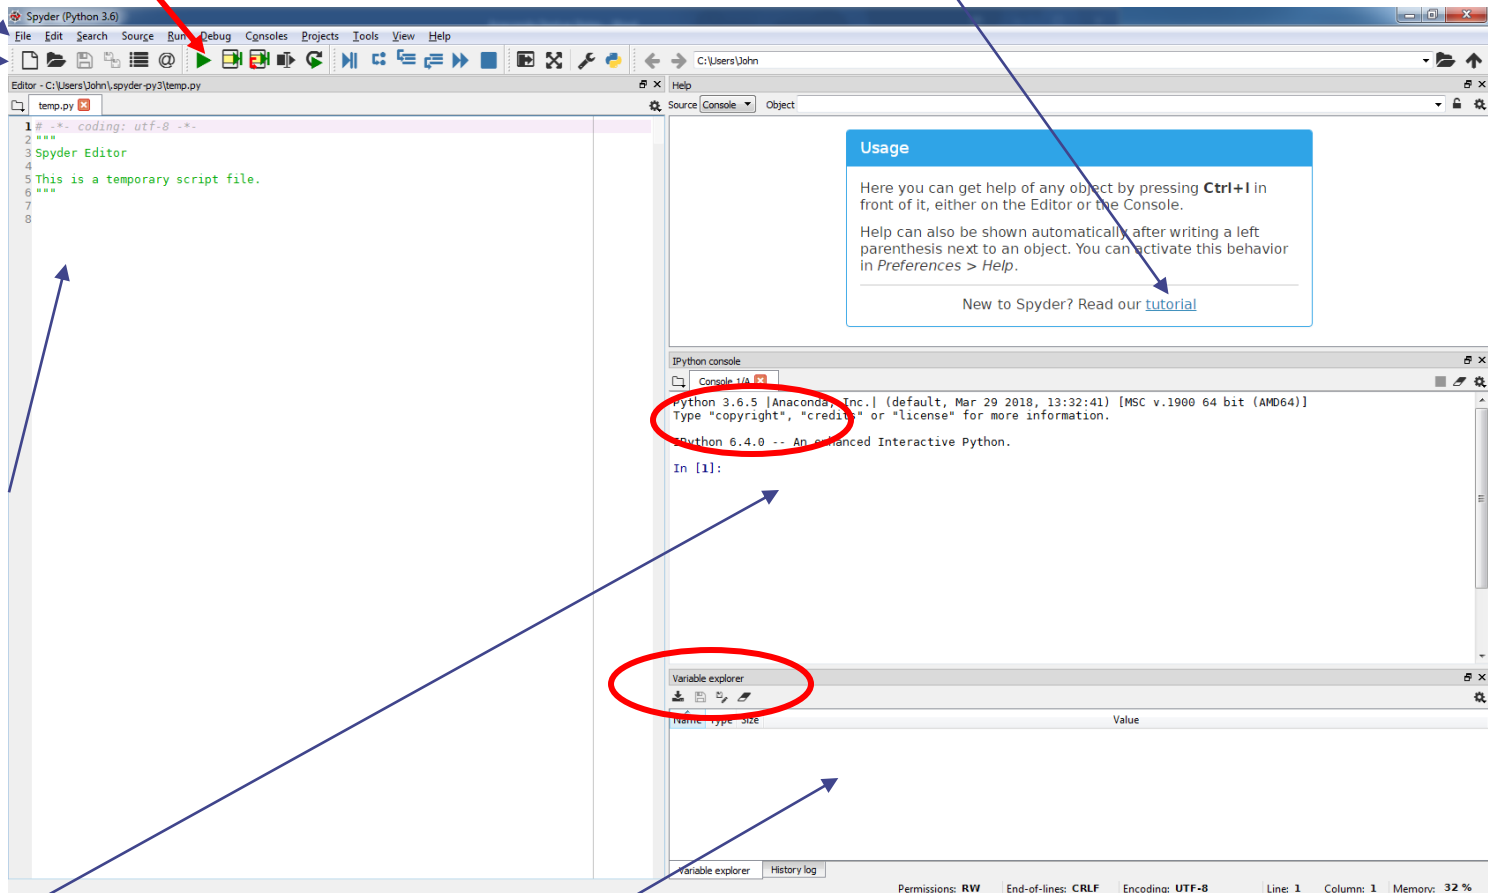 Spyder (Python 3.6)
File Edit Search Source Run Debug Consoles Projects Tools View Help
C:\Users\John
Editor - C:\Users\John\.spyder-py3\temp.py
temp.py
1 # -*- coding: utf-8 -*-
2 """
3 Spyder Editor
4
5 This is a temporary script file.
6 """
7
8
Help
Source Console Object
Usage
Here you can get help of any object by pressing Ctrl+I in
front of it, either on the Editor or the Console.
Help can also be shown automatically after writing a left
parenthesis next to an object. You can activate this behavior
in Preferences > Help.
New to Spyder? Read our tutorial
IPython console
Console 1/A
Python 3.6.5 |Anaconda, Inc.| (default, Mar 29 2018, 13:32:41) [MSC v.1900 64 bit (AMD64)]
Type "copyright", "credits" or "license" for more information.
IPython 6.4.0 -- An enhanced Interactive Python.
In [1]:
Variable explorer
Name Type Size Value
Variable explorer History log
Permissions: RW End-of-lines: CRLF Encoding: UTF-8 Line: 1 Column: 1 Memory: 32 %